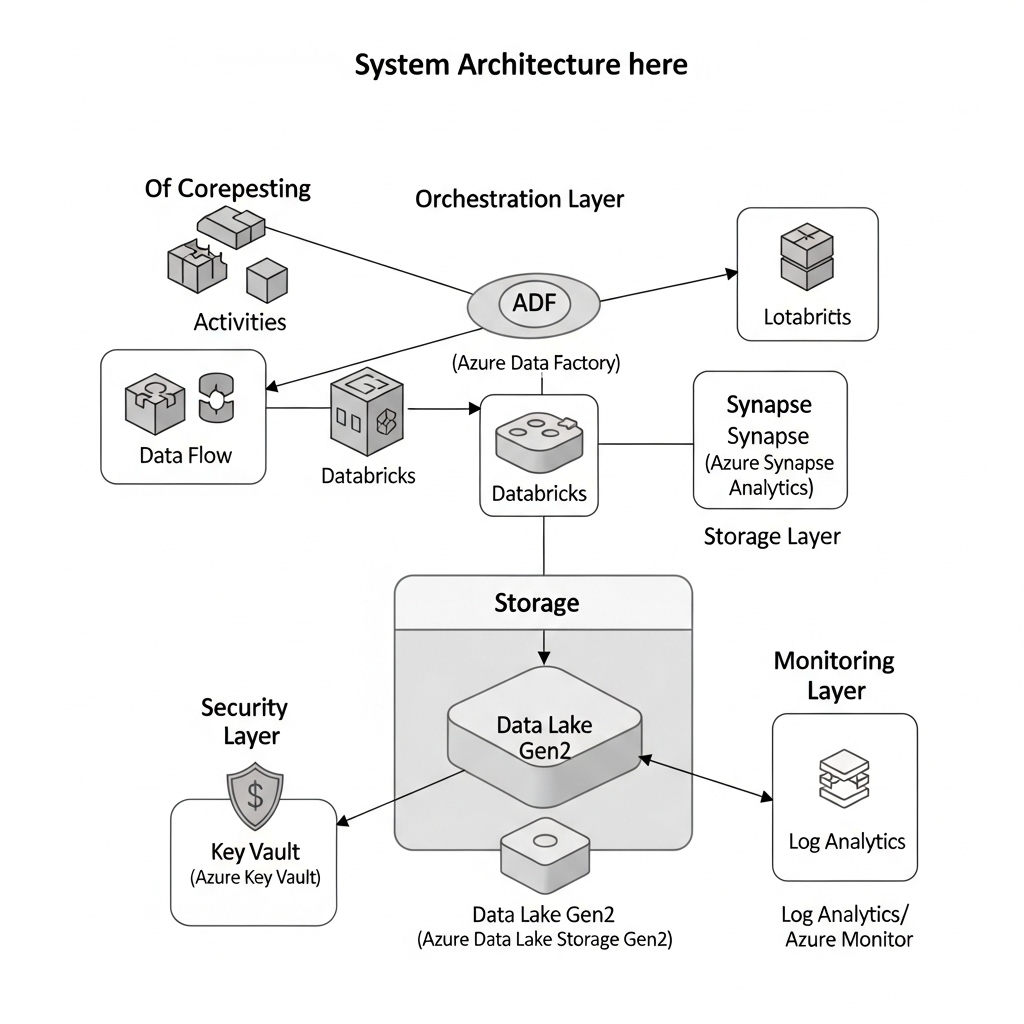 System Architecture here
Of Corepesting
Orchestration Layer
Activities
ADF
(Azure Data Factory)
Lotabricts
Data Flow
Databricks
Databricks
Synapse
Synapse
(Azure Synapse
Analytics)
Storage Layer
Storage
Data Lake
Gen2
Security
Layer
$
Key Vault
(Azure Key Vault)
Monitoring
Layer
Log Analytics
Data Lake Gen2
(Azure Data Lake Storage Gen2)
Log Analytics/
Azure Monitor